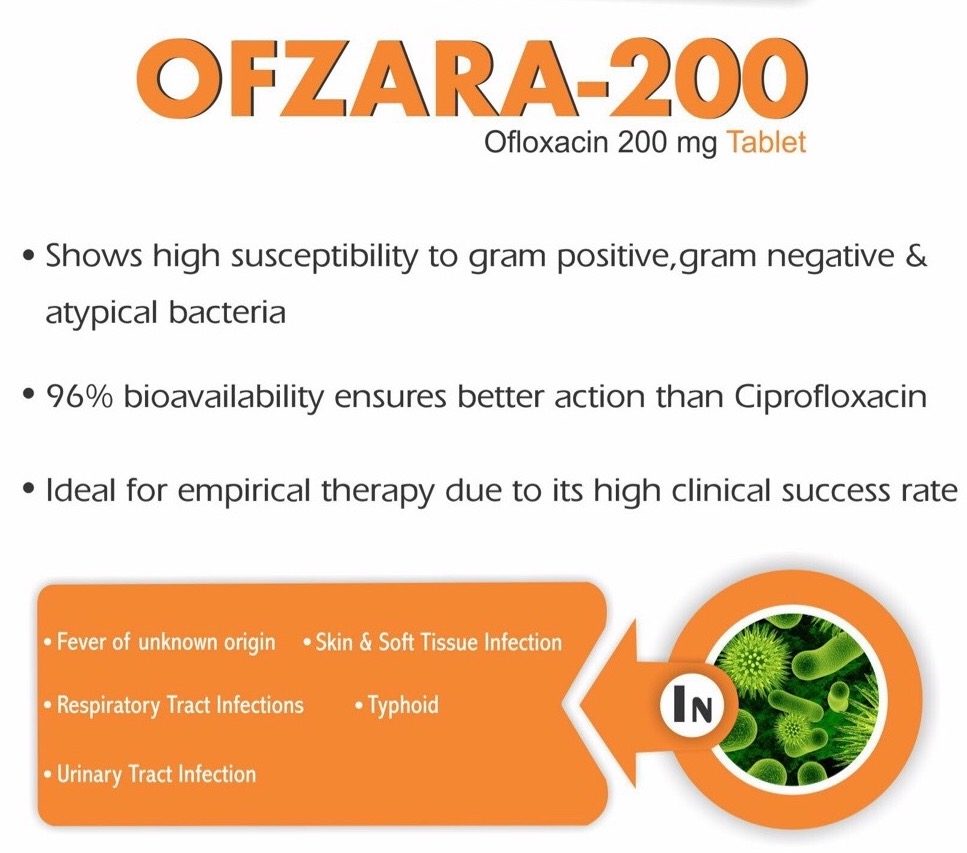 OFZARA-200
Ofloxacin 200 mg Tablet
• Shows high susceptibility to gram positive,gram negative &
atypical bacteria
• 96% bioavailability ensures better action than Ciprofloxacin
• Ideal for empirical therapy due to its high clinical success rate
• Fever of unknown origin • Skin & Soft Tissue Infection
• Respiratory Tract Infections • Typhoid
• Urinary Tract Infection
IN